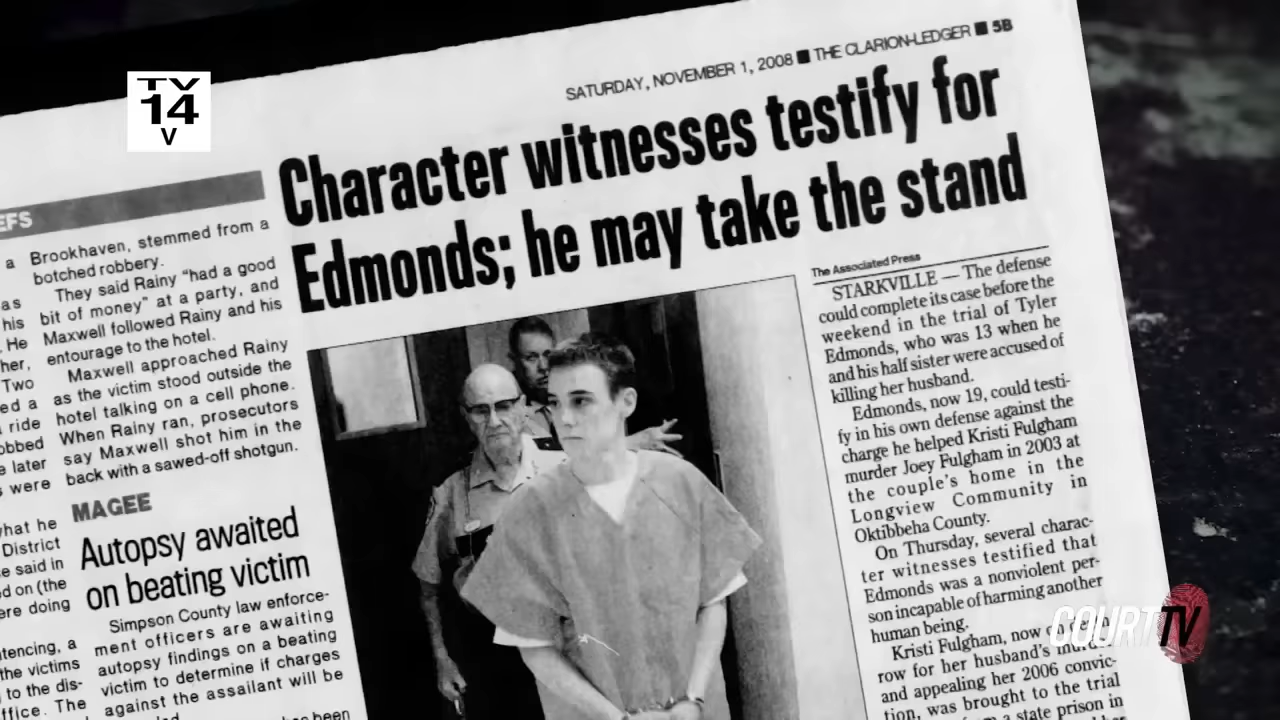 TV
14
V
SATURDAY, NOVEMBER 1, 2008 ■ THE CLARION-LEDGER ■ 5B
Character witnesses testify for
Edmonds; he may take the stand
EFS
a
as
his
. He
her,
Two
ed a
ride
obbed
e later
s were
what he
District
e said in
ed on (the
ere doing
tencing, a
the victims
to the dis-
ffice. The
Brookhaven, stemmed from a
botched robbery.
They said Rainy “had a good
bit of money” at a party, and
Maxwell followed Rainy and his
entourage to the hotel.
Maxwell approached Rainy
as the victim stood outside the
hotel talking on a cell phone.
When Rainy ran, prosecutors
say Maxwell shot him in the
back with a sawed-off shotgun.
MAGEE
Autopsy awaited
on beating victim
Simpson County law enforce-
ment officers are awaiting
autopsy findings on a beating
victim to determine if charges
against the assailant will be
has been
The Associated Press
STARKVILLE — The defense
could complete its case before the
weekend in the trial of Tyler
Edmonds, who was 13 when he
and his half sister were accused of
killing her husband.
Edmonds, now 19, could testi-
fy in his own defense against the
charge he helped Kristi Fulgham
murder Joey Fulgham in 2003 at
the couple's home in the
Longview Community in
Oktibbeha County.
On Thursday, several charac-
ter witnesses testified that
Edmonds was a nonviolent per-
son incapable of harming another
human being.
Kristi Fulgham, now on
row for her husband's
and appealing her 2006 convic-
tion, was brought to the trial
from a state prison in
COURT TV